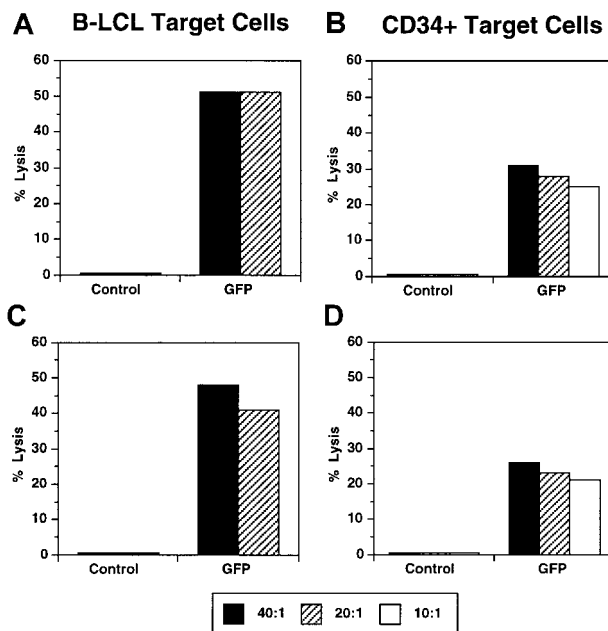 A B-LCL Target Cells
B CD34+ Target Cells
60
50
40
30
20
10
0
% Lysis
Control GFP
60
50
40
30
20
10
0
% Lysis
Control GFP
C
60
50
40
30
20
10
0
% Lysis
Control GFP
D
60
50
40
30
20
10
0
% Lysis
Control GFP
40:1 20:1 10:1